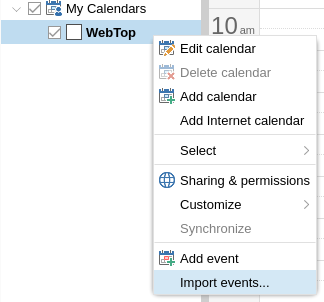 My Calendars
WebTop
10 am
Edit calendar
Delete calendar
Add calendar
Add Internet calendar
Select
Sharing & permissions
Customize
Synchronize
Add event
Import events...